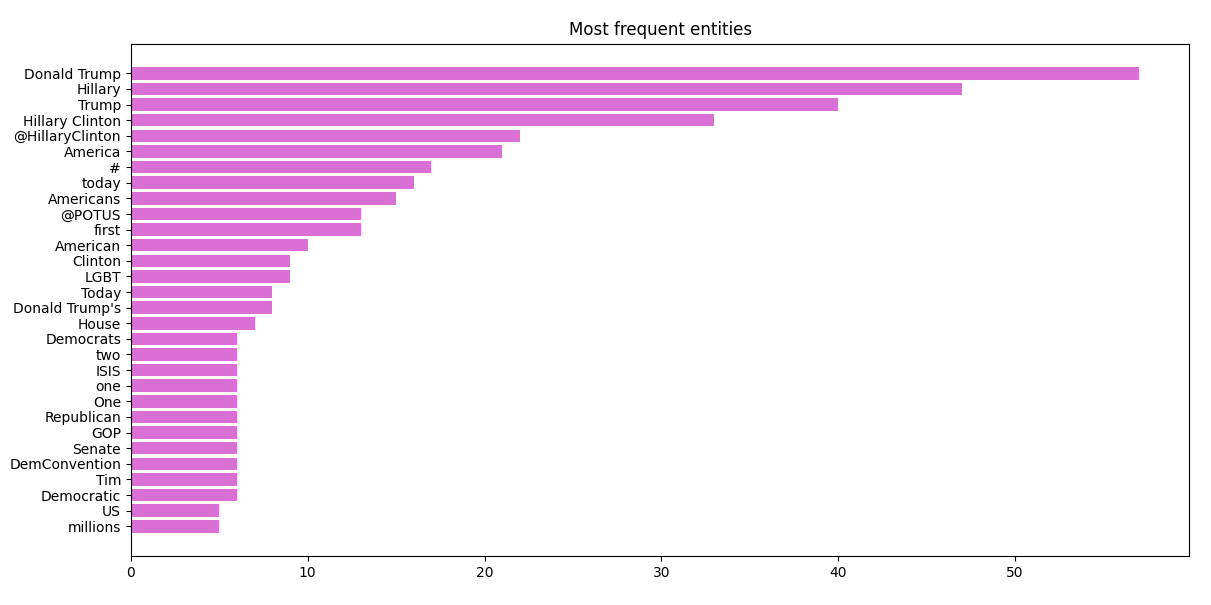 Most frequent entities
Donald Trump
Hillary
Trump
Hillary Clinton
@HillaryClinton
America
#
today
Americans
@POTUS
first
American
Clinton
LGBT
Today
Donald Trump's
House
Democrats
two
ISIS
one
One
Republican
GOP
Senate
DemConvention
Tim
Democratic
US
millions
0 10 20 30 40 50